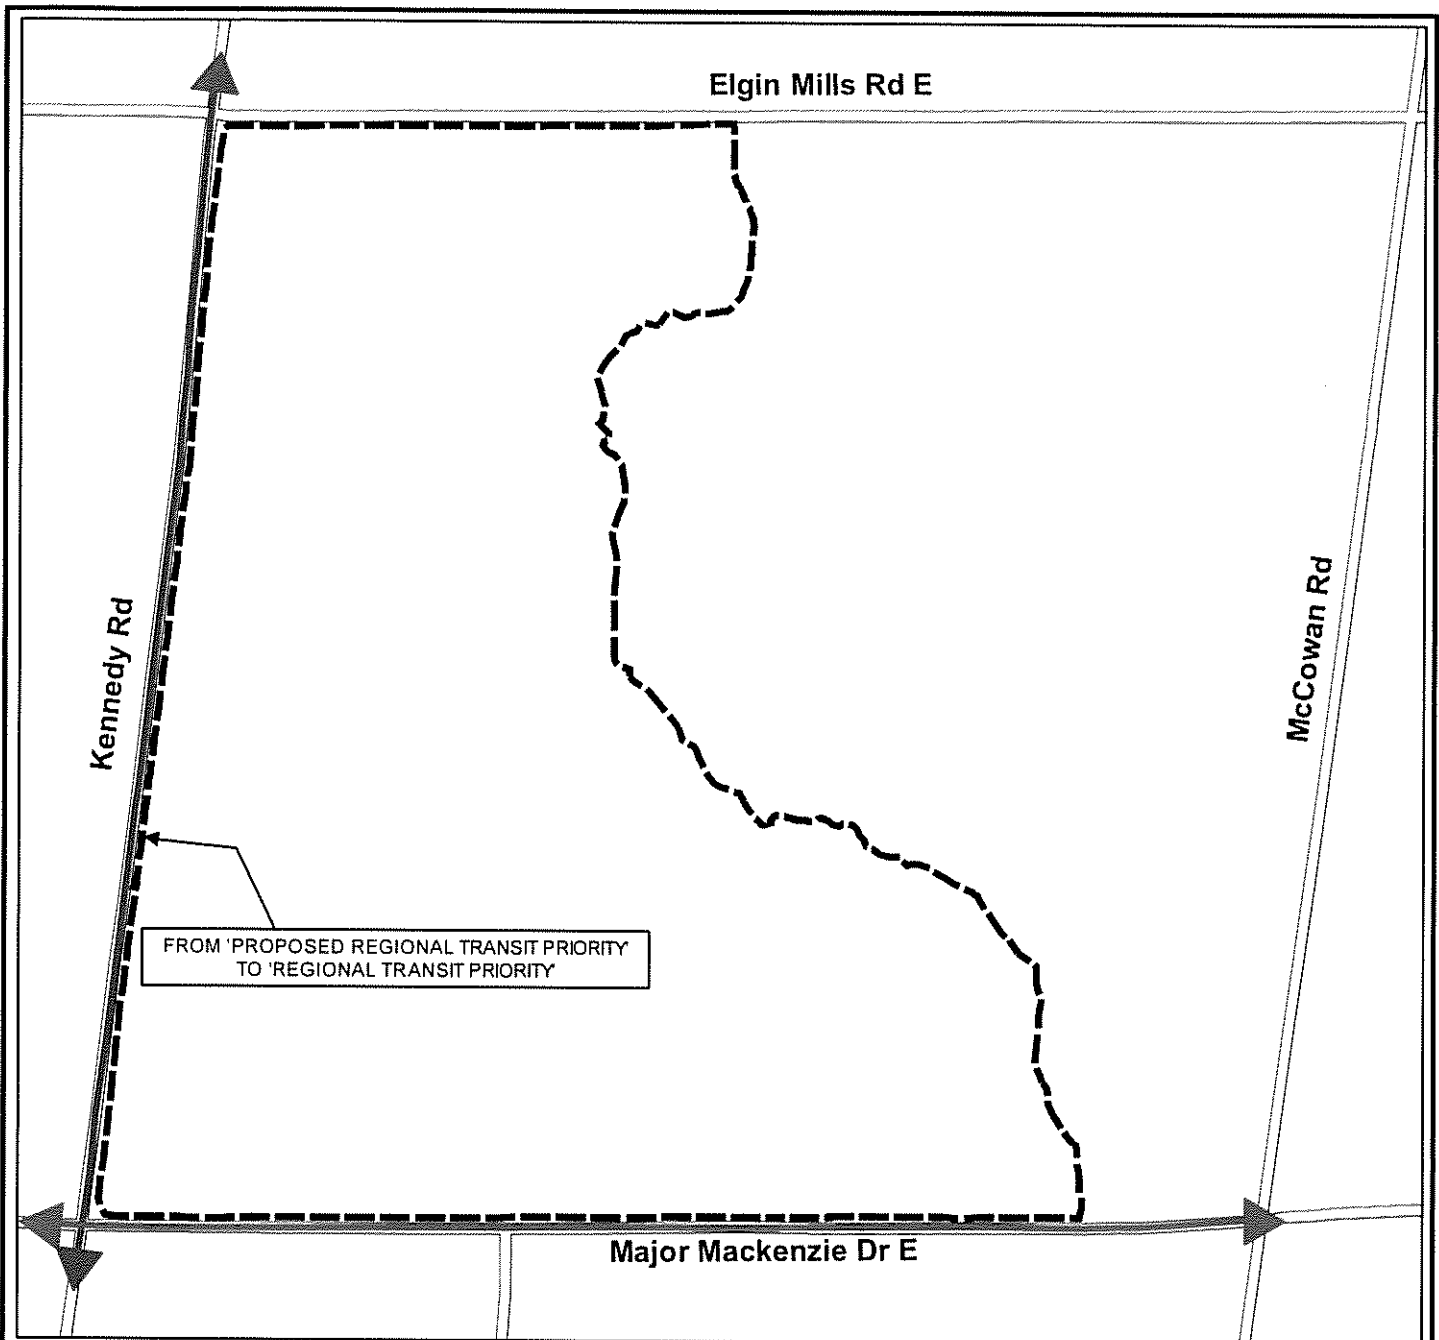 Elgin Mills Rd E
Kennedy Rd
McCowan Rd
FROM 'PROPOSED REGIONAL TRANSIT PRIORITY'
TO 'REGIONAL TRANSIT PRIORITY'
Major Mackenzie Dr E